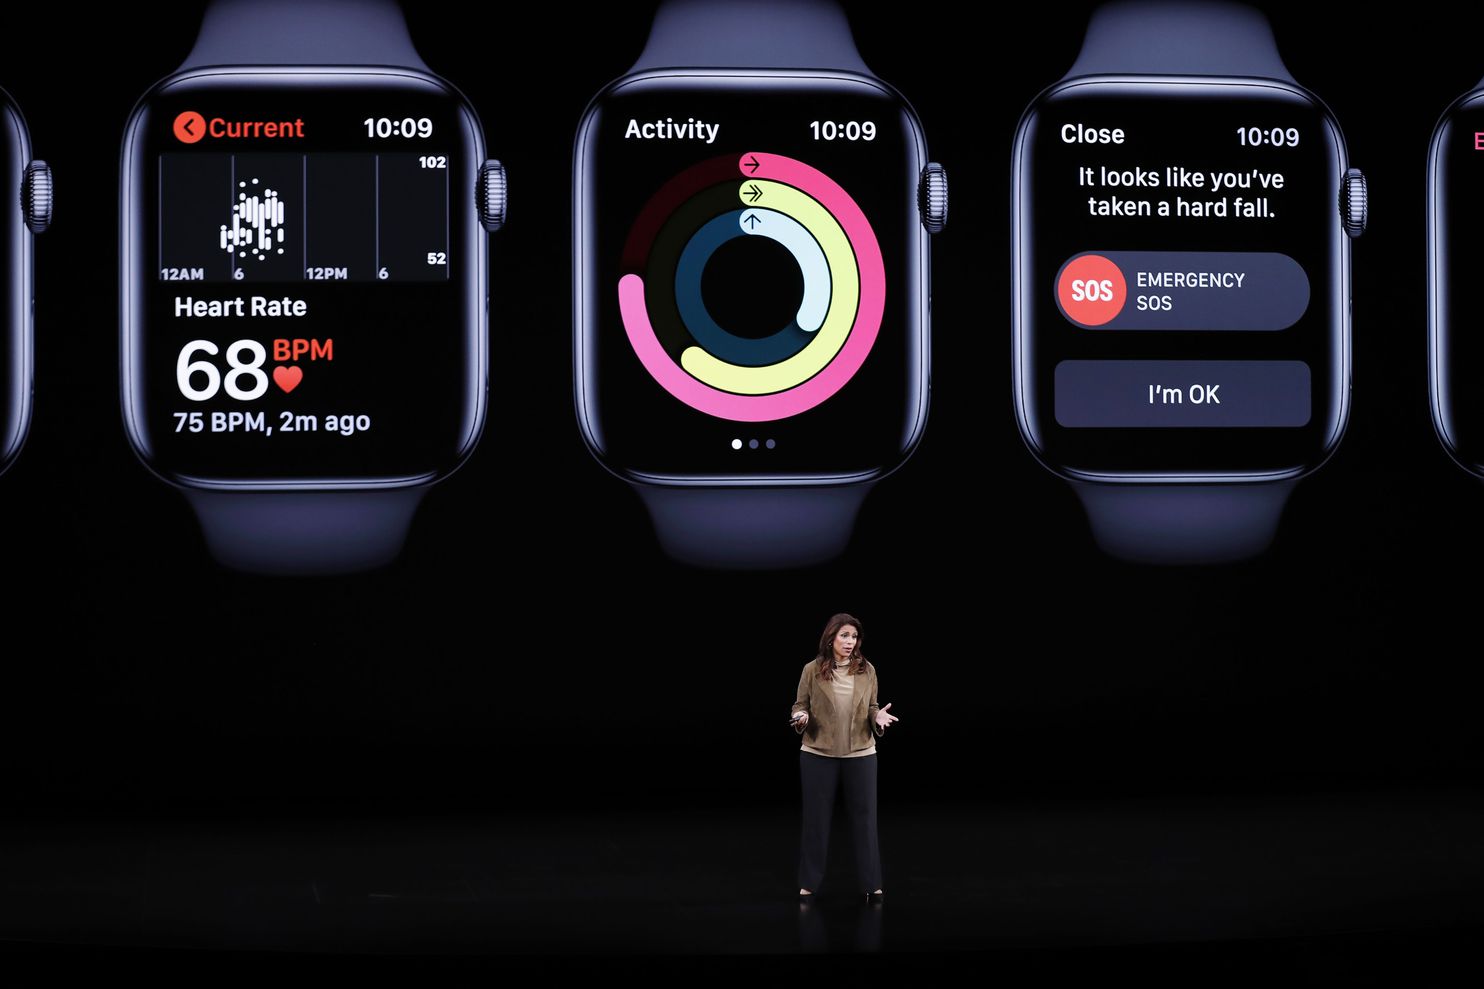 Current 10:09
102
52
12AM 6 12PM 6
Heart Rate
68 BPM
75 BPM, 2m ago
Activity 10:09
Close 10:09
It looks like you've
taken a hard fall.
SOS EMERGENCY
SOS
I'm OK